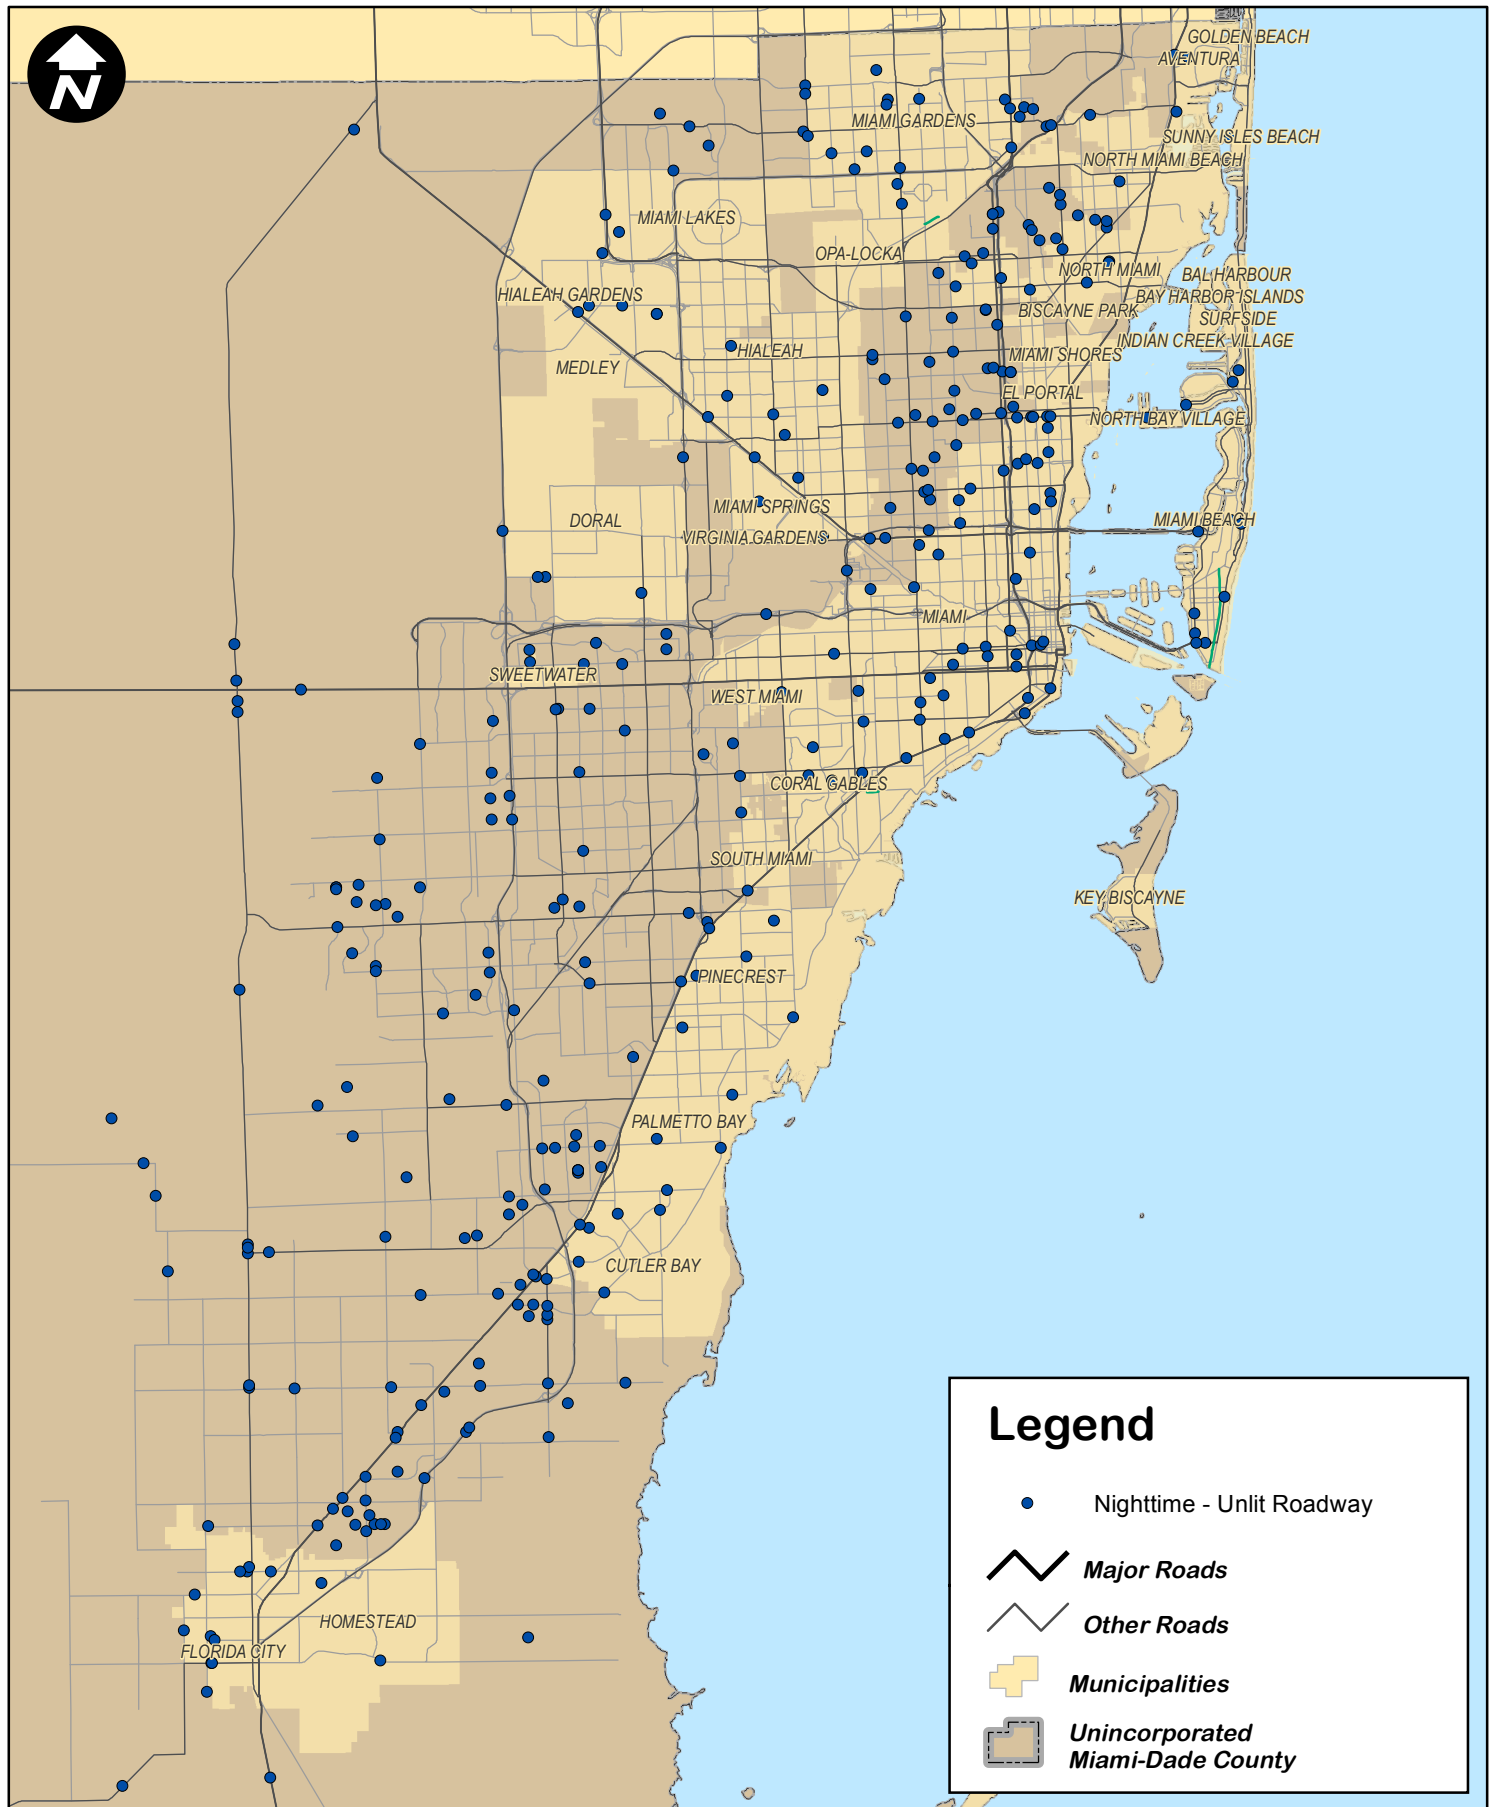 N
GOLDEN BEACH
AVENTURA
MIAMI GARDENS
SUNNY ISLES BEACH
NORTH MIAMI BEACH
MIAMI LAKES
OPA-LOCKA
NORTH MIAMI
BAL HARBOUR
HIALEAH GARDENS
BAY HARBOR ISLANDS
BISCAYNE PARK
SURFSIDE
INDIAN CREEK VILLAGE
HIALEAH
MIAMI SHORES
MEDLEY
EL PORTAL
NORTH BAY VILLAGE
MIAMI SPRINGS
DORAL
MIAMI BEACH
VIRGINIA GARDENS
MIAMI
SWEETWATER
WEST MIAMI
CORAL GABLES
SOUTH MIAMI
KEY BISCAYNE
PINECREST
PALMETTO BAY
CUTLER BAY
HOMESTEAD
FLORIDA CITY
Legend
Nighttime - Unlit Roadway
Major Roads
Other Roads
Municipalities
Unincorporated
Miami-Dade County